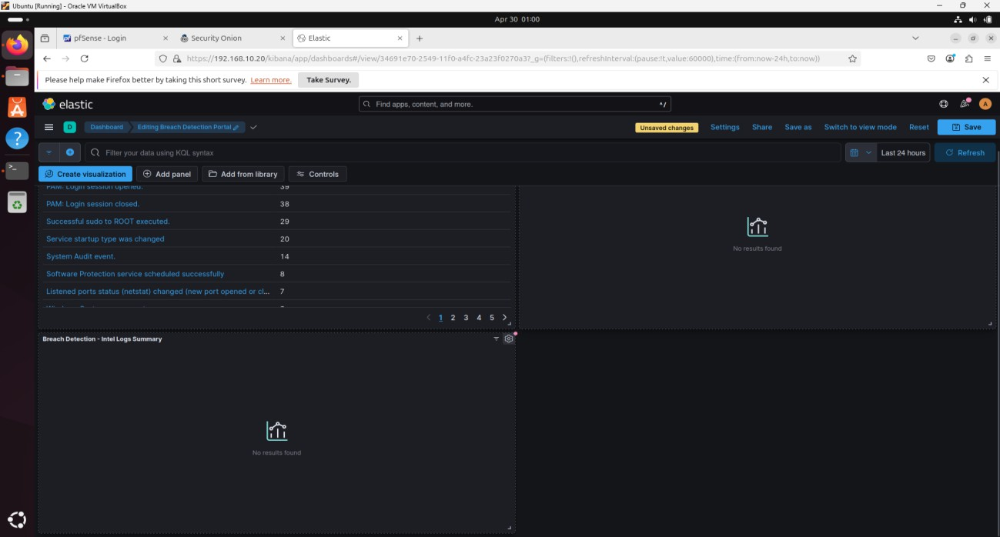 Ubuntu [Running] - Oracle VM VirtualBox
Apr 30 01:00
pfSense - Login
Security Onion
Elastic
https://192.168.10.20/kibana/app/dashboards#/view/34691e70-2549-11f0-a4fc-23a23f0270a3?_g=(filters:!(),refreshInterval:(pause:!t,value:60000),time:(from:now-24h,to:now))
Please help make Firefox better by taking this short survey. Learn more. Take Survey.
elastic
Find apps, content, and more. ^/
A
D Dashboard Editing Breach Detection Portal Unsaved changes Settings Share Save as Switch to view mode Reset Save
Filter your data using KQL syntax Last 24 hours Refresh
Create visualization Add panel Add from library Controls
PAM: Login session opened. 39
PAM: Login session closed. 38
Successful sudo to ROOT executed. 29
Service startup type was changed 20
System Audit event. 14
Software Protection service scheduled successfully 8
Listened ports status (netstat) changed (new port opened or cl... 7
1 2 3 4 5
No results found
Breach Detection - Intel Logs Summary
No results found